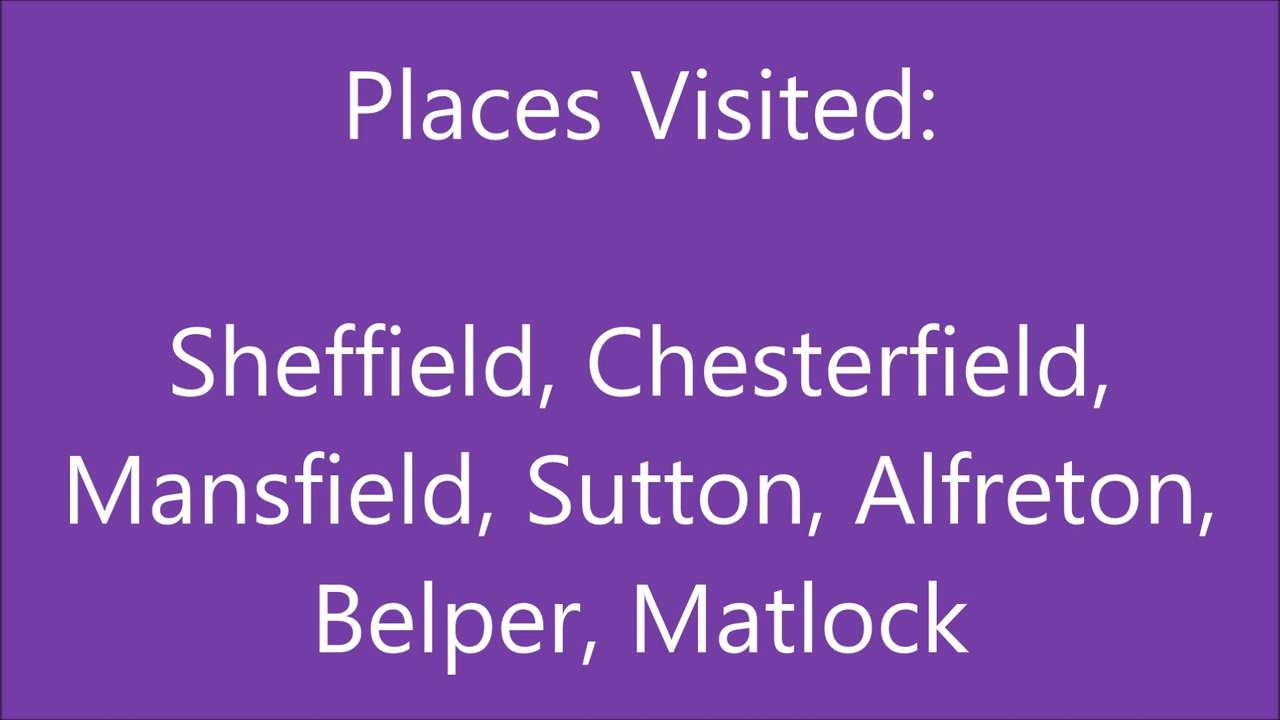 Places Visited:
Sheffield, Chesterfield,
Mansfield, Sutton, Alfreton,
Belper, Matlock